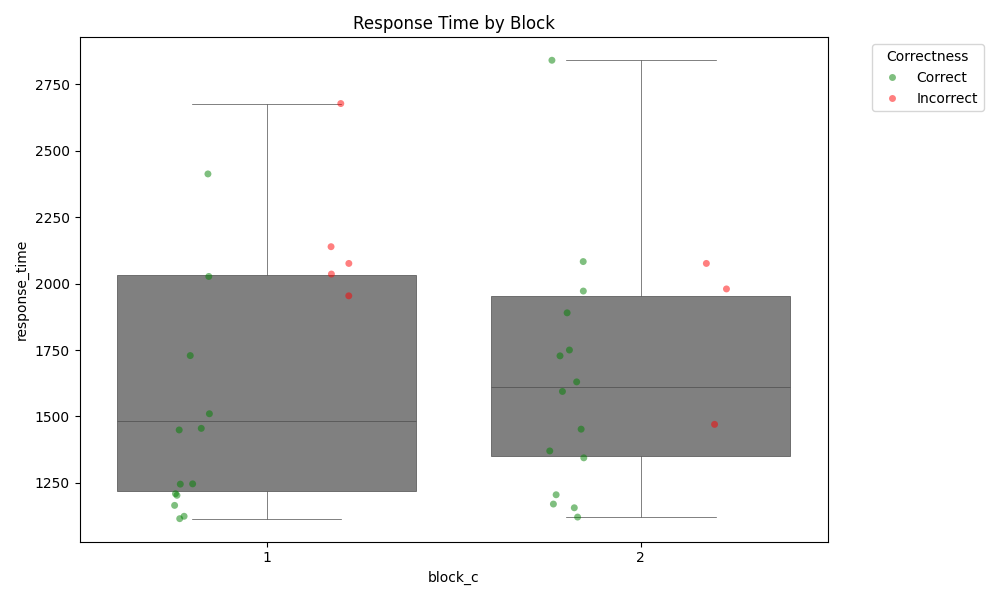 Response Time by Block
Correctness
Correct
Incorrect
2750
2500
2250
2000
1750
1500
1250
response_time
1
2
block_c